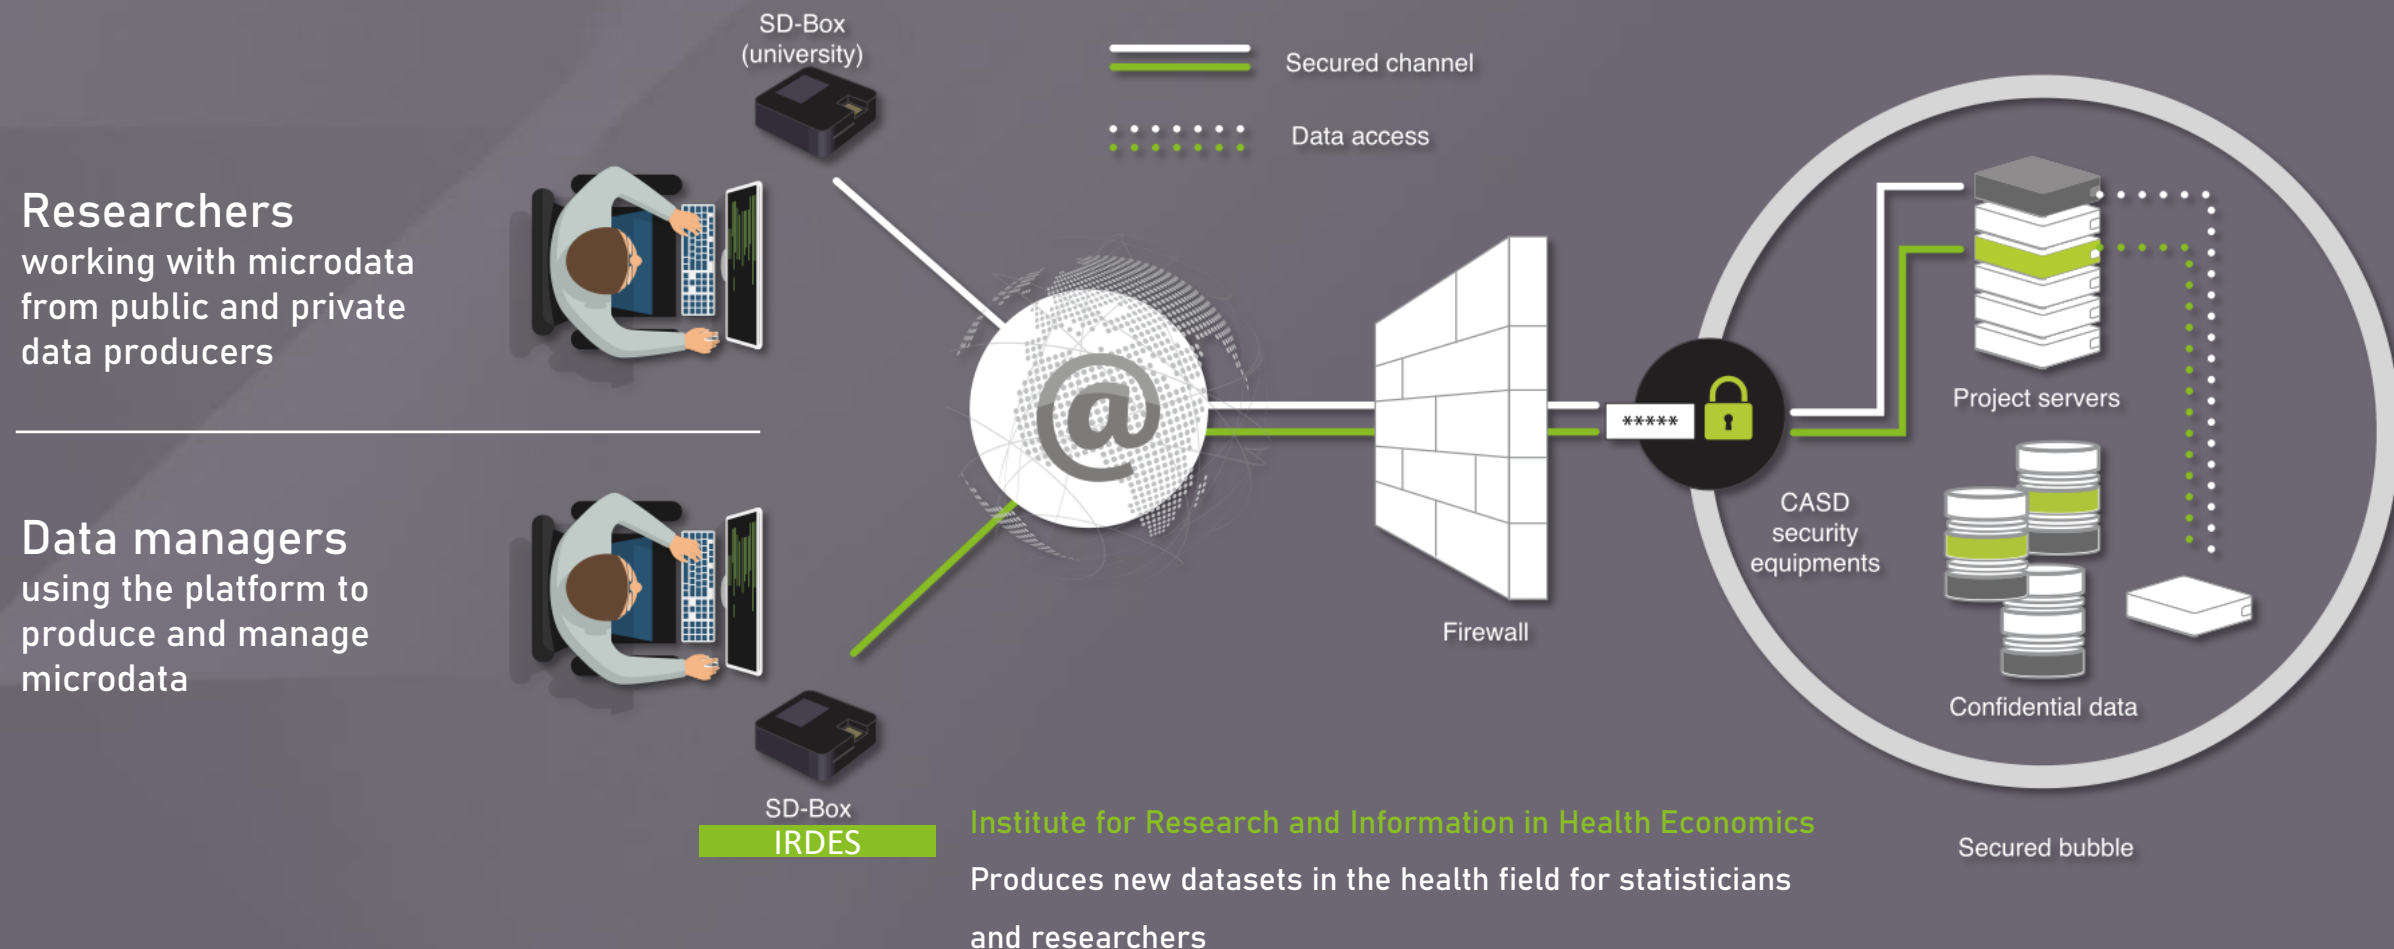 SD-Box
(university)
Secured channel
Data access
Researchers
working with microdata
from public and private
data producers
Data managers
using the platform to
produce and manage
microdata
@
Firewall
*****
CASD
security
equipments
Project servers
Confidential data
Secured bubble
SD-Box
IRDES
Institute for Research and Information in Health Economics
Produces new datasets in the health field for statisticians
and researchers